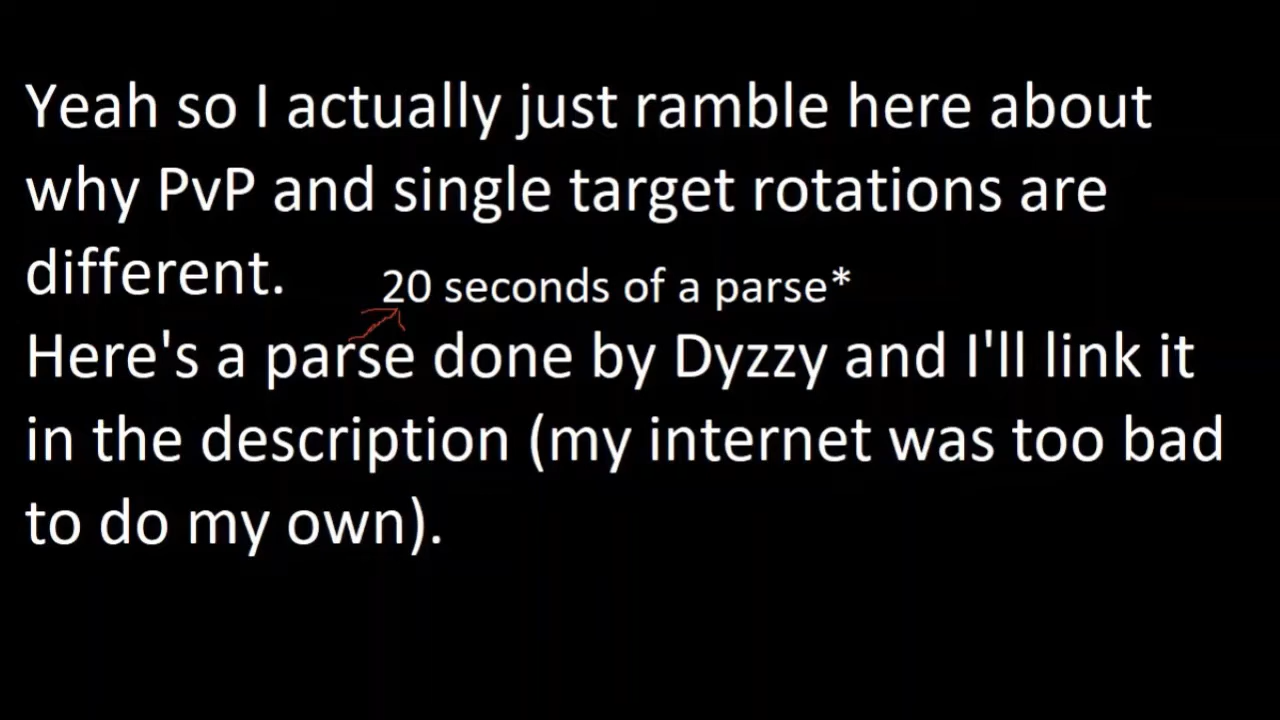 Yeah so I actually just ramble here about
why PvP and single target rotations are
different.
20 seconds of a parse*
Here's a parse done by Dyzzy and I'll link it
in the description (my internet was too bad
to do my own).